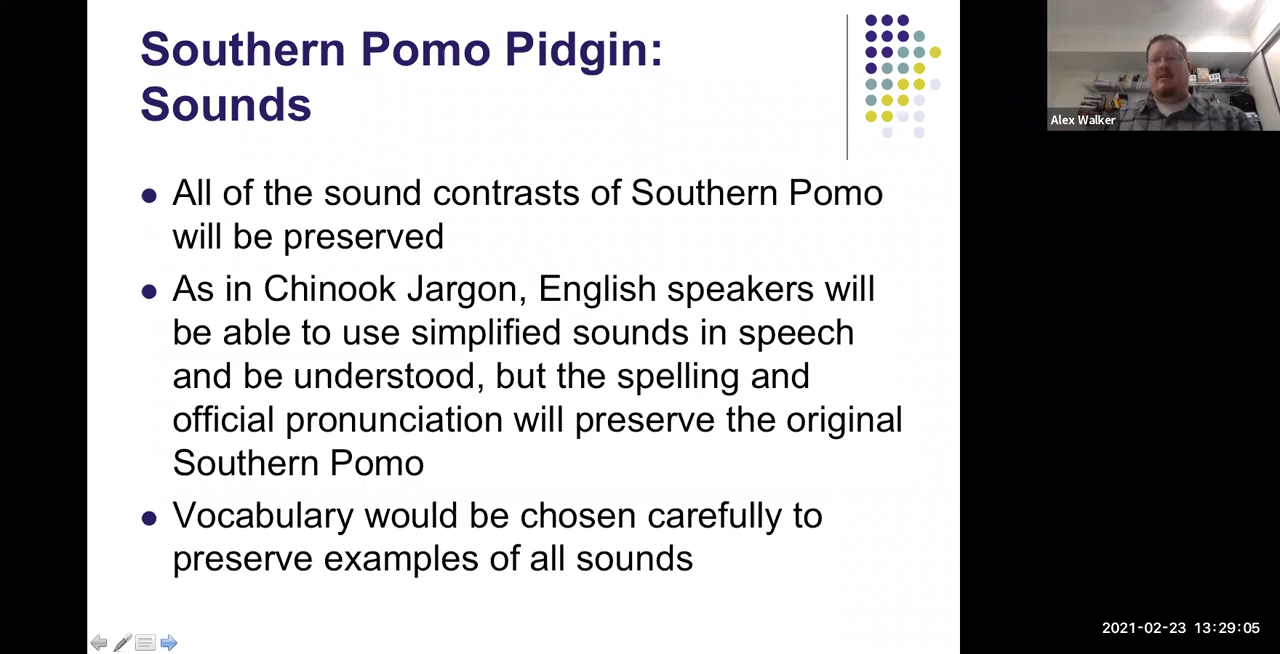 Southern Pomo Pidgin:
Sounds
Alex Walker
● All of the sound contrasts of Southern Pomo
will be preserved
● As in Chinook Jargon, English speakers will
be able to use simplified sounds in speech
and be understood, but the spelling and
official pronunciation will preserve the original
Southern Pomo
● Vocabulary would be chosen carefully to
preserve examples of all sounds
2021-02-23 13:29:05